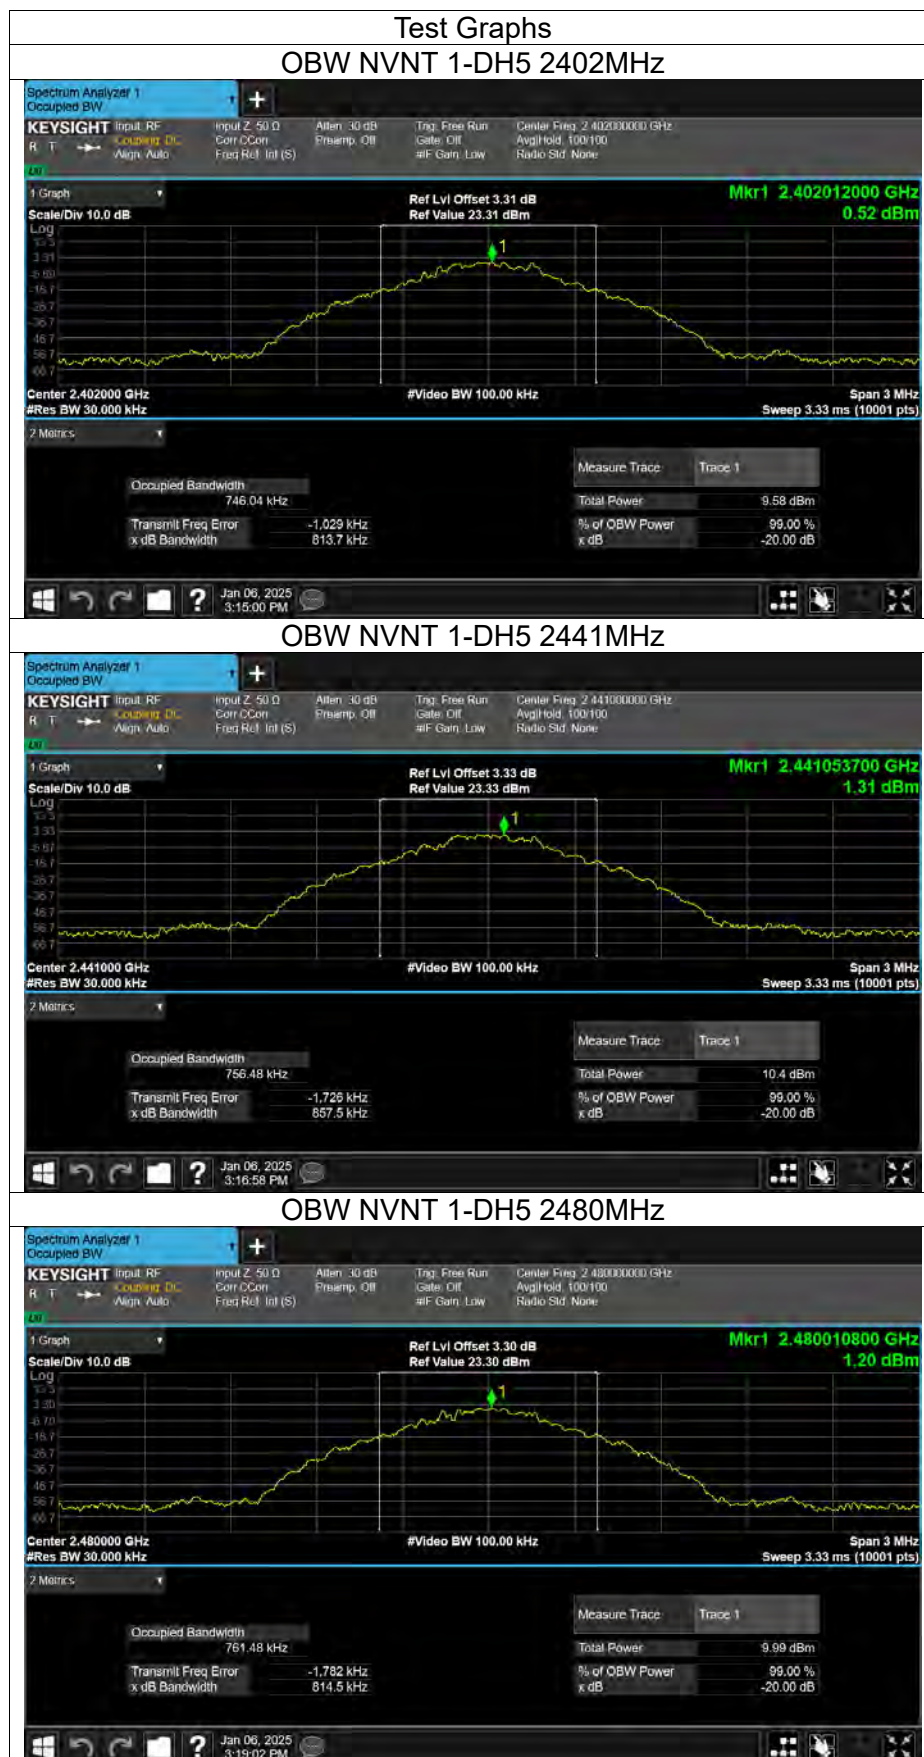 Test Graphs
OBW NVNT 1-DH5 2402MHz
Spectrum Analyzer 1
Occupied BW
+
KEYSIGHT Input: RF Input Z: 50 Ω Atten: 30 dB Trig: Free Run Center Freq: 2.402000000 GHz
R T Coupling: DC Corr CCorr Preamp: Off Gate: Off Avg|Hold: 100/100
Align: Auto Freq Ref: Int (S) #IF Gain: Low Radio Std: None
1 Graph
Scale/Div 10.0 dB
Ref Lvl Offset 3.31 dB
Ref Value 23.31 dBm
Mkr1 2.402012000 GHz
0.52 dBm
Log
1
Center 2.402000 GHz #Video BW 100.00 kHz Span 3 MHz
#Res BW 30.000 kHz Sweep 3.33 ms (10001 pts)
2 Metrics
Measure Trace Trace 1
Occupied Bandwidth
746.04 kHz
Total Power 9.58 dBm
Transmit Freq Error -1.029 kHz % of OBW Power 99.00 %
x dB Bandwidth 813.7 kHz x dB -20.00 dB
? Jan 06, 2025
3:15:00 PM
OBW NVNT 1-DH5 2441MHz
Spectrum Analyzer 1
Occupied BW
+
KEYSIGHT Input: RF Input Z: 50 Ω Atten: 30 dB Trig: Free Run Center Freq: 2.441000000 GHz
R T Coupling: DC Corr CCorr Preamp: Off Gate: Off Avg|Hold: 100/100
Align: Auto Freq Ref: Int (S) #IF Gain: Low Radio Std: None
1 Graph
Scale/Div 10.0 dB
Ref Lvl Offset 3.33 dB
Ref Value 23.33 dBm
Mkr1 2.441053700 GHz
1.31 dBm
Log
1
Center 2.441000 GHz #Video BW 100.00 kHz Span 3 MHz
#Res BW 30.000 kHz Sweep 3.33 ms (10001 pts)
2 Metrics
Measure Trace Trace 1
Occupied Bandwidth
756.48 kHz
Total Power 10.4 dBm
Transmit Freq Error -1.726 kHz % of OBW Power 99.00 %
x dB Bandwidth 857.5 kHz x dB -20.00 dB
? Jan 06, 2025
3:16:58 PM
OBW NVNT 1-DH5 2480MHz
Spectrum Analyzer 1
Occupied BW
+
KEYSIGHT Input: RF Input Z: 50 Ω Atten: 30 dB Trig: Free Run Center Freq: 2.480000000 GHz
R T Coupling: DC Corr CCorr Preamp: Off Gate: Off Avg|Hold: 100/100
Align: Auto Freq Ref: Int (S) #IF Gain: Low Radio Std: None
1 Graph
Scale/Div 10.0 dB
Ref Lvl Offset 3.30 dB
Ref Value 23.30 dBm
Mkr1 2.480010800 GHz
1.20 dBm
Log
1
Center 2.480000 GHz #Video BW 100.00 kHz Span 3 MHz
#Res BW 30.000 kHz Sweep 3.33 ms (10001 pts)
2 Metrics
Measure Trace Trace 1
Occupied Bandwidth
761.48 kHz
Total Power 9.99 dBm
Transmit Freq Error -1.782 kHz % of OBW Power 99.00 %
x dB Bandwidth 814.5 kHz x dB -20.00 dB
? Jan 06, 2025
3:19:02 PM